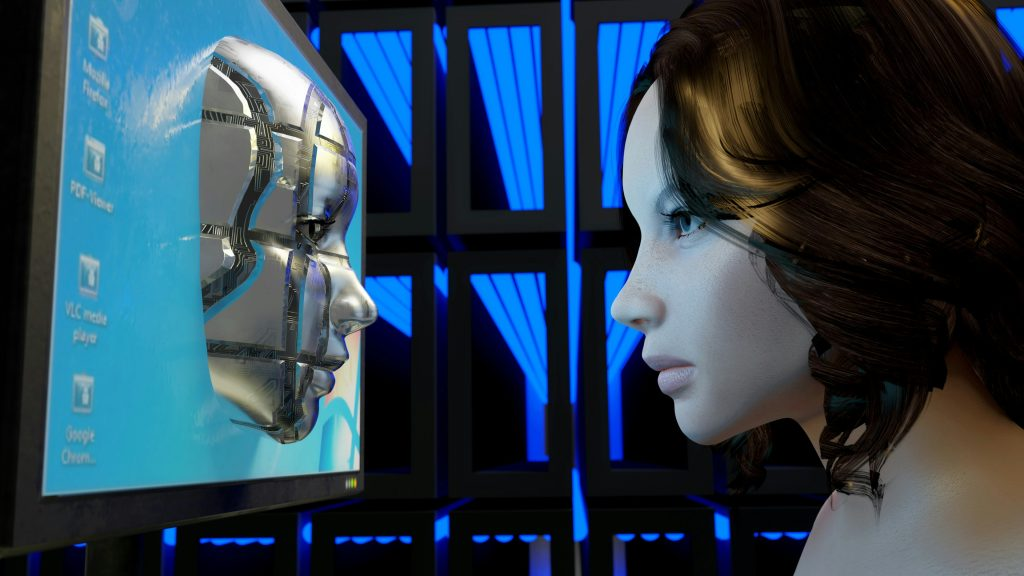 Mozilla
Firefox
PDF-Viewer
VLC media
player
Google
Chrom...